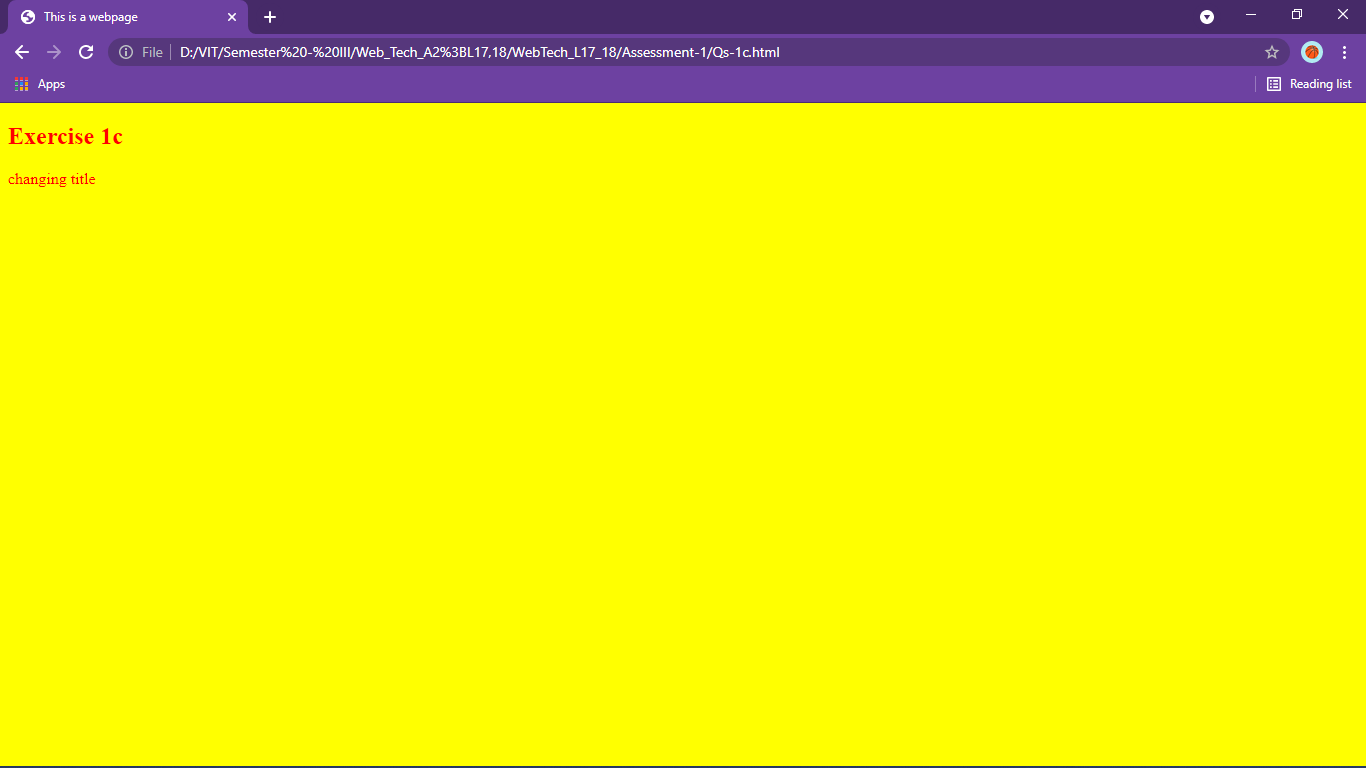 This is a webpage
File D:/VIT/Semester%20-%20III/Web_Tech_A2%3BL17,18/WebTech_L17_18/Assessment-1/Qs-1c.html
Apps
Reading list
Exercise 1c
changing title